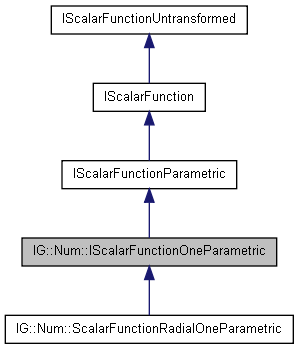 IScalarFunctionUntransformed
IScalarFunction
IScalarFunctionParametric
IG::Num::IScalarFunctionOneParametric
IG::Num::ScalarFunctionRadialOneParametric